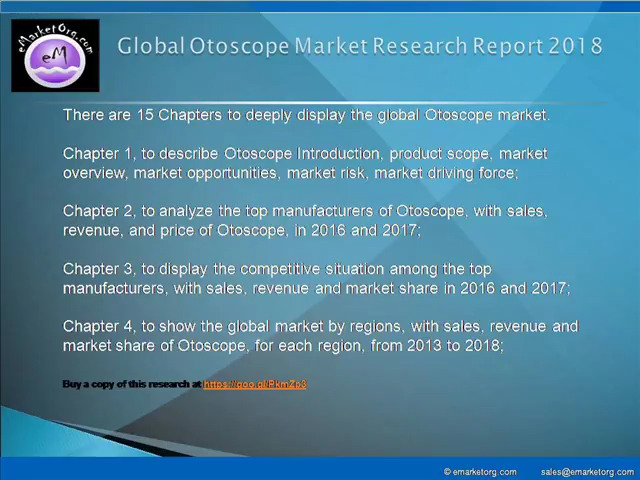 eMarketOrg.com
eM
Global Otoscope Market Research Report 2018
There are 15 Chapters to deeply display the global Otoscope market.
Chapter 1, to describe Otoscope Introduction, product scope, market
overview, market opportunities, market risk, market driving force;
Chapter 2, to analyze the top manufacturers of Otoscope, with sales,
revenue, and price of Otoscope, in 2016 and 2017;
Chapter 3, to display the competitive situation among the top
manufacturers, with sales, revenue and market share in 2016 and 2017;
Chapter 4, to show the global market by regions, with sales, revenue and
market share of Otoscope, for each region, from 2013 to 2018;
Buy a copy of this research at
© emarketorg.com sales@emarketorg.com